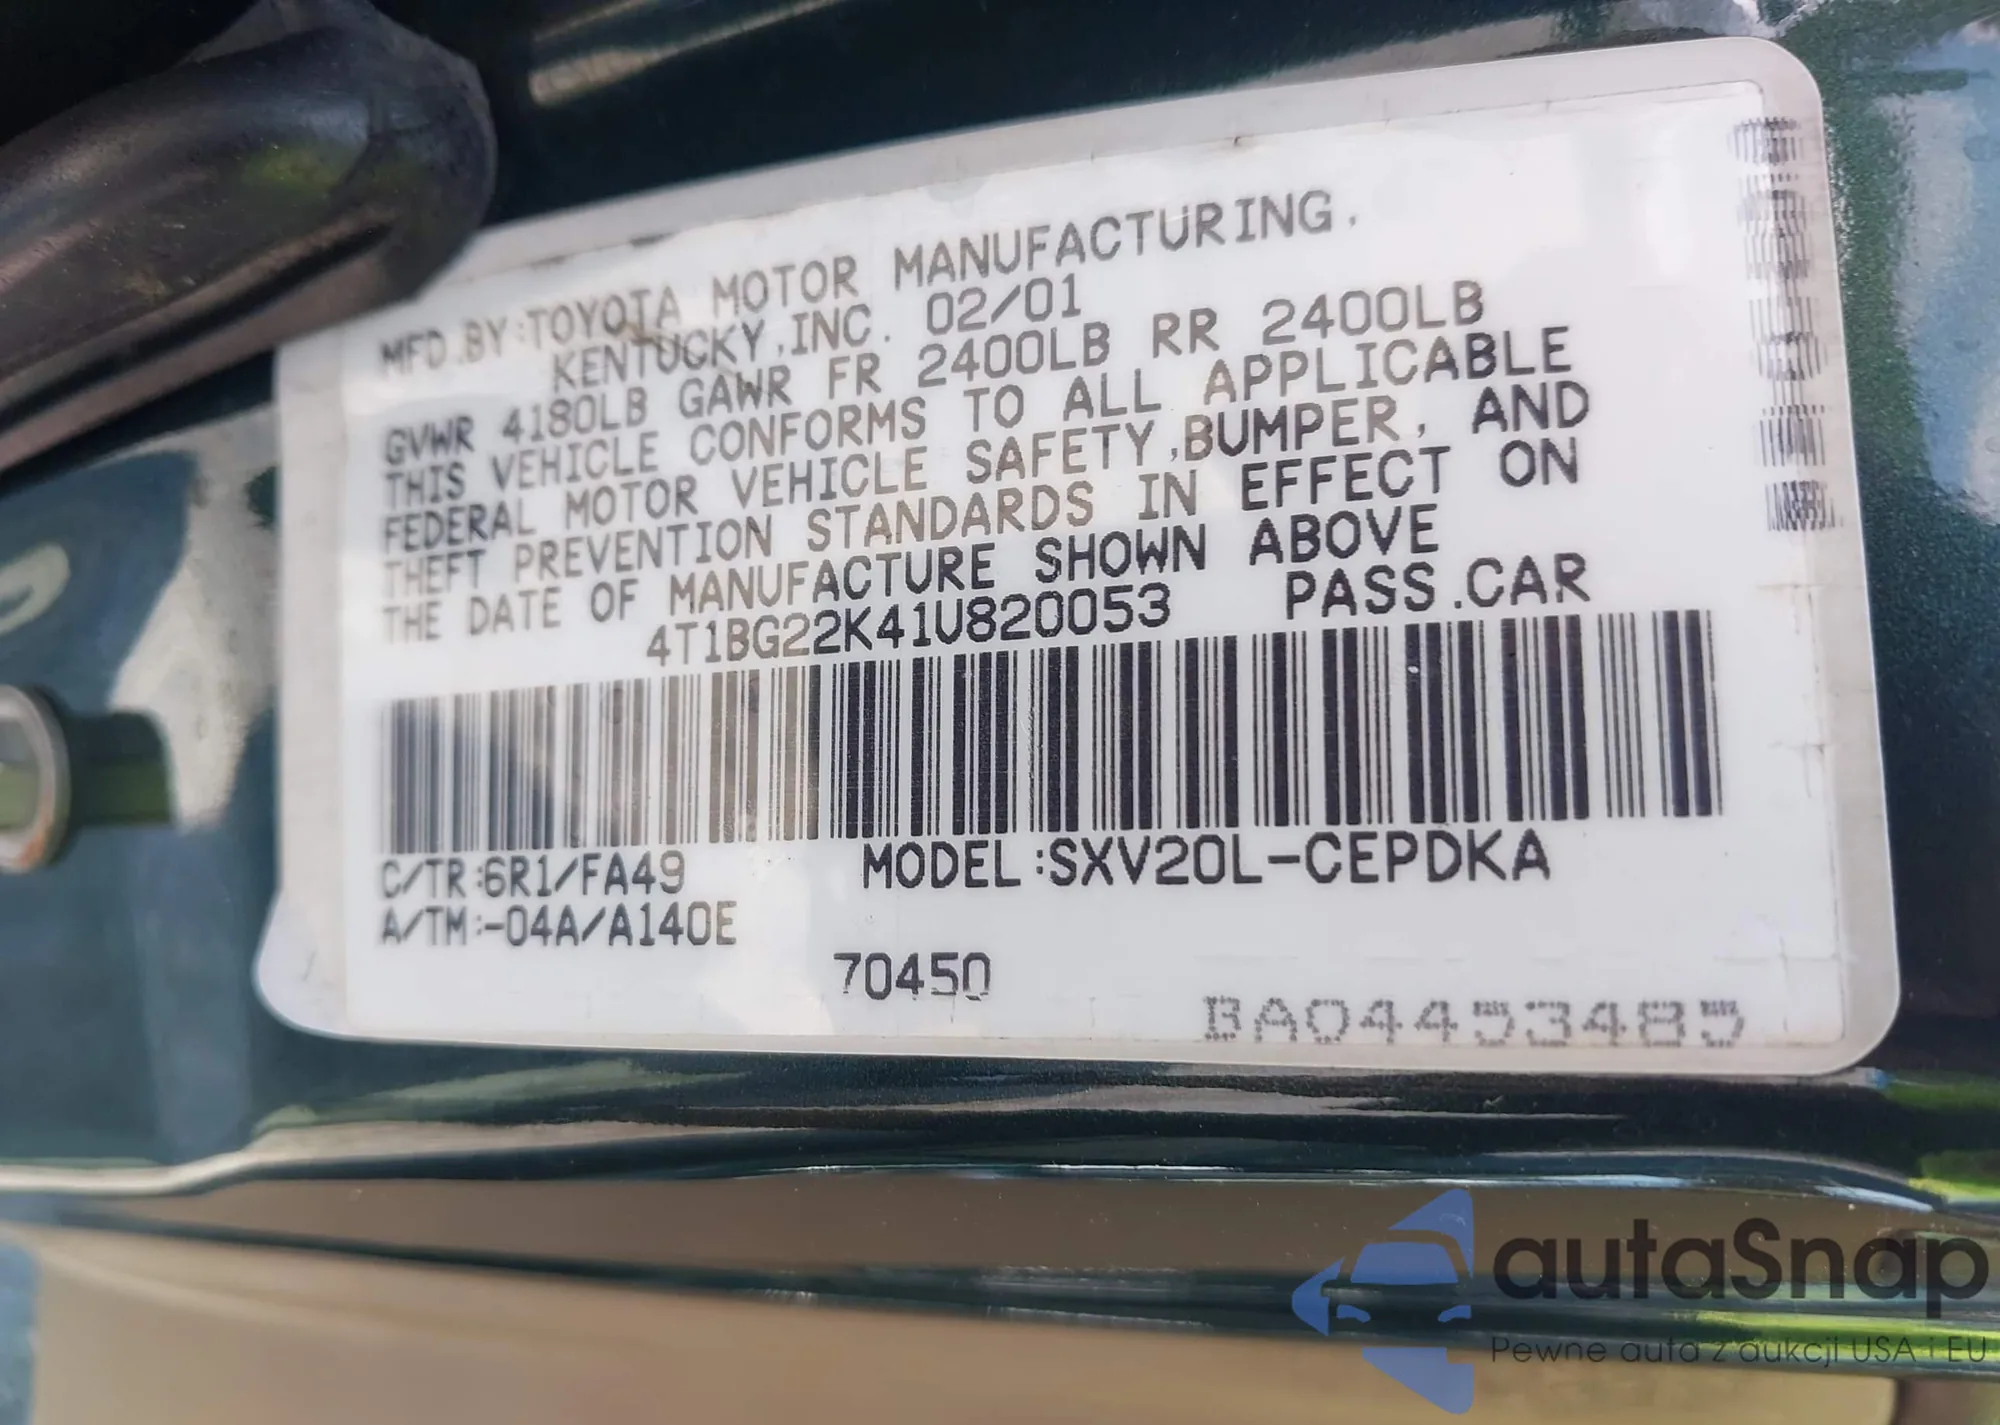 MFD.BY:TOYOTA MOTOR MANUFACTURING,
KENTUCKY,INC. 02/01
GVWR 4180LB GAWR FR 2400LB RR 2400LB
THIS VEHICLE CONFORMS TO ALL APPLICABLE
FEDERAL MOTOR VEHICLE SAFETY,BUMPER, AND
THEFT PREVENTION STANDARDS IN EFFECT ON
THE DATE OF MANUFACTURE SHOWN ABOVE
4T1BG22K41U820053 PASS.CAR
C/TR:6R1/FA49 MODEL:SXV20L-CEPDKA
A/TM:-04A/A140E
70450
BA04453485
autaSnap
Pewne auta z aukcji USA i EU